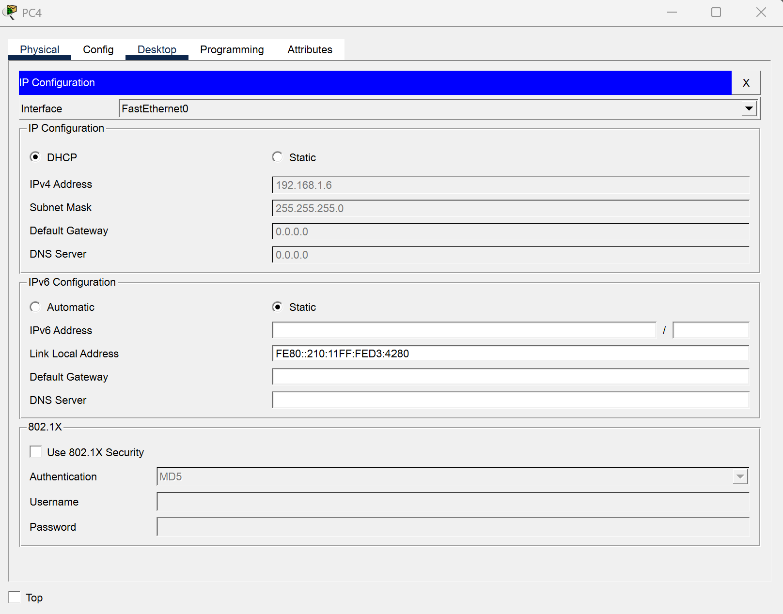 PC4
Physical Config Desktop Programming Attributes
IP Configuration X
Interface FastEthernet0
IP Configuration
DHCP Static
IPv4 Address 192.168.1.6
Subnet Mask 255.255.255.0
Default Gateway 0.0.0.0
DNS Server 0.0.0.0
IPv6 Configuration
Automatic Static
IPv6 Address /
Link Local Address FE80::210:11FF:FED3:4280
Default Gateway
DNS Server
802.1X
Use 802.1X Security
Authentication MD5
Username
Password
Top